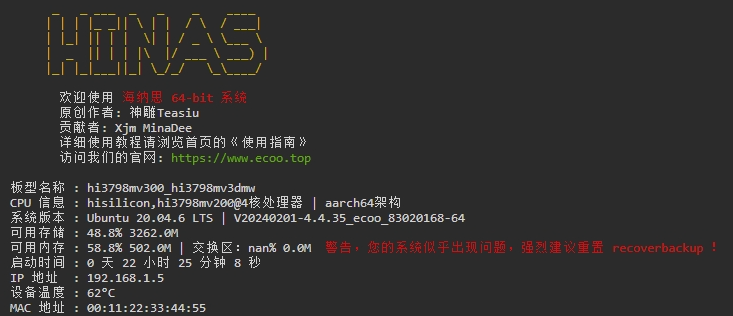 HINAS
欢迎使用 海纳思 64-bit 系统
原创作者: 神雕Teasiu
贡献者: Xjm MinaDee
详细使用教程请浏览首页的《使用指南》
访问我们的官网: https://www.ecoo.top
板型名称 : hi3798mv300_hi3798mv3dmw
CPU 信息 : hisilicon,hi3798mv200@4核处理器 | aarch64架构
系统版本 : Ubuntu 20.04.6 LTS | V20240201-4.4.35_ecoo_83020168-64
可用存储 : 48.8% 3262.0M
可用内存 : 58.8% 502.0M | 交换区: nan% 0.0M 警告，您的系统似乎出现问题，强烈建议重置 recoverbackup !
启动时间 : 0 天 22 小时 25 分钟 8 秒
IP 地址 : 192.168.1.5
设备温度 : 62°C
MAC 地址 : 00:11:22:33:44:55